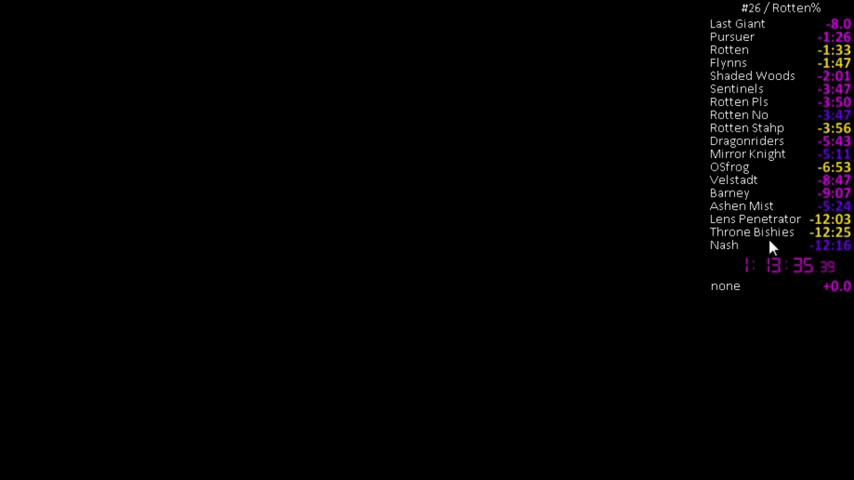 #26 / Rotten%
Last Giant -8.0
Pursuer -1:26
Rotten -1:33
Flynns -1:47
Shaded Woods -2:01
Sentinels -3:47
Rotten Pls -3:50
Rotten No -3:47
Rotten Stahp -3:56
Dragonriders -5:43
Mirror Knight -5:11
OSfrog -6:53
Velstadt -8:47
Barney -9:07
Ashen Mist -5:24
Lens Penetrator -12:03
Throne Bishies -12:25
Nash -12:16
1:13:35.39
none +0.0